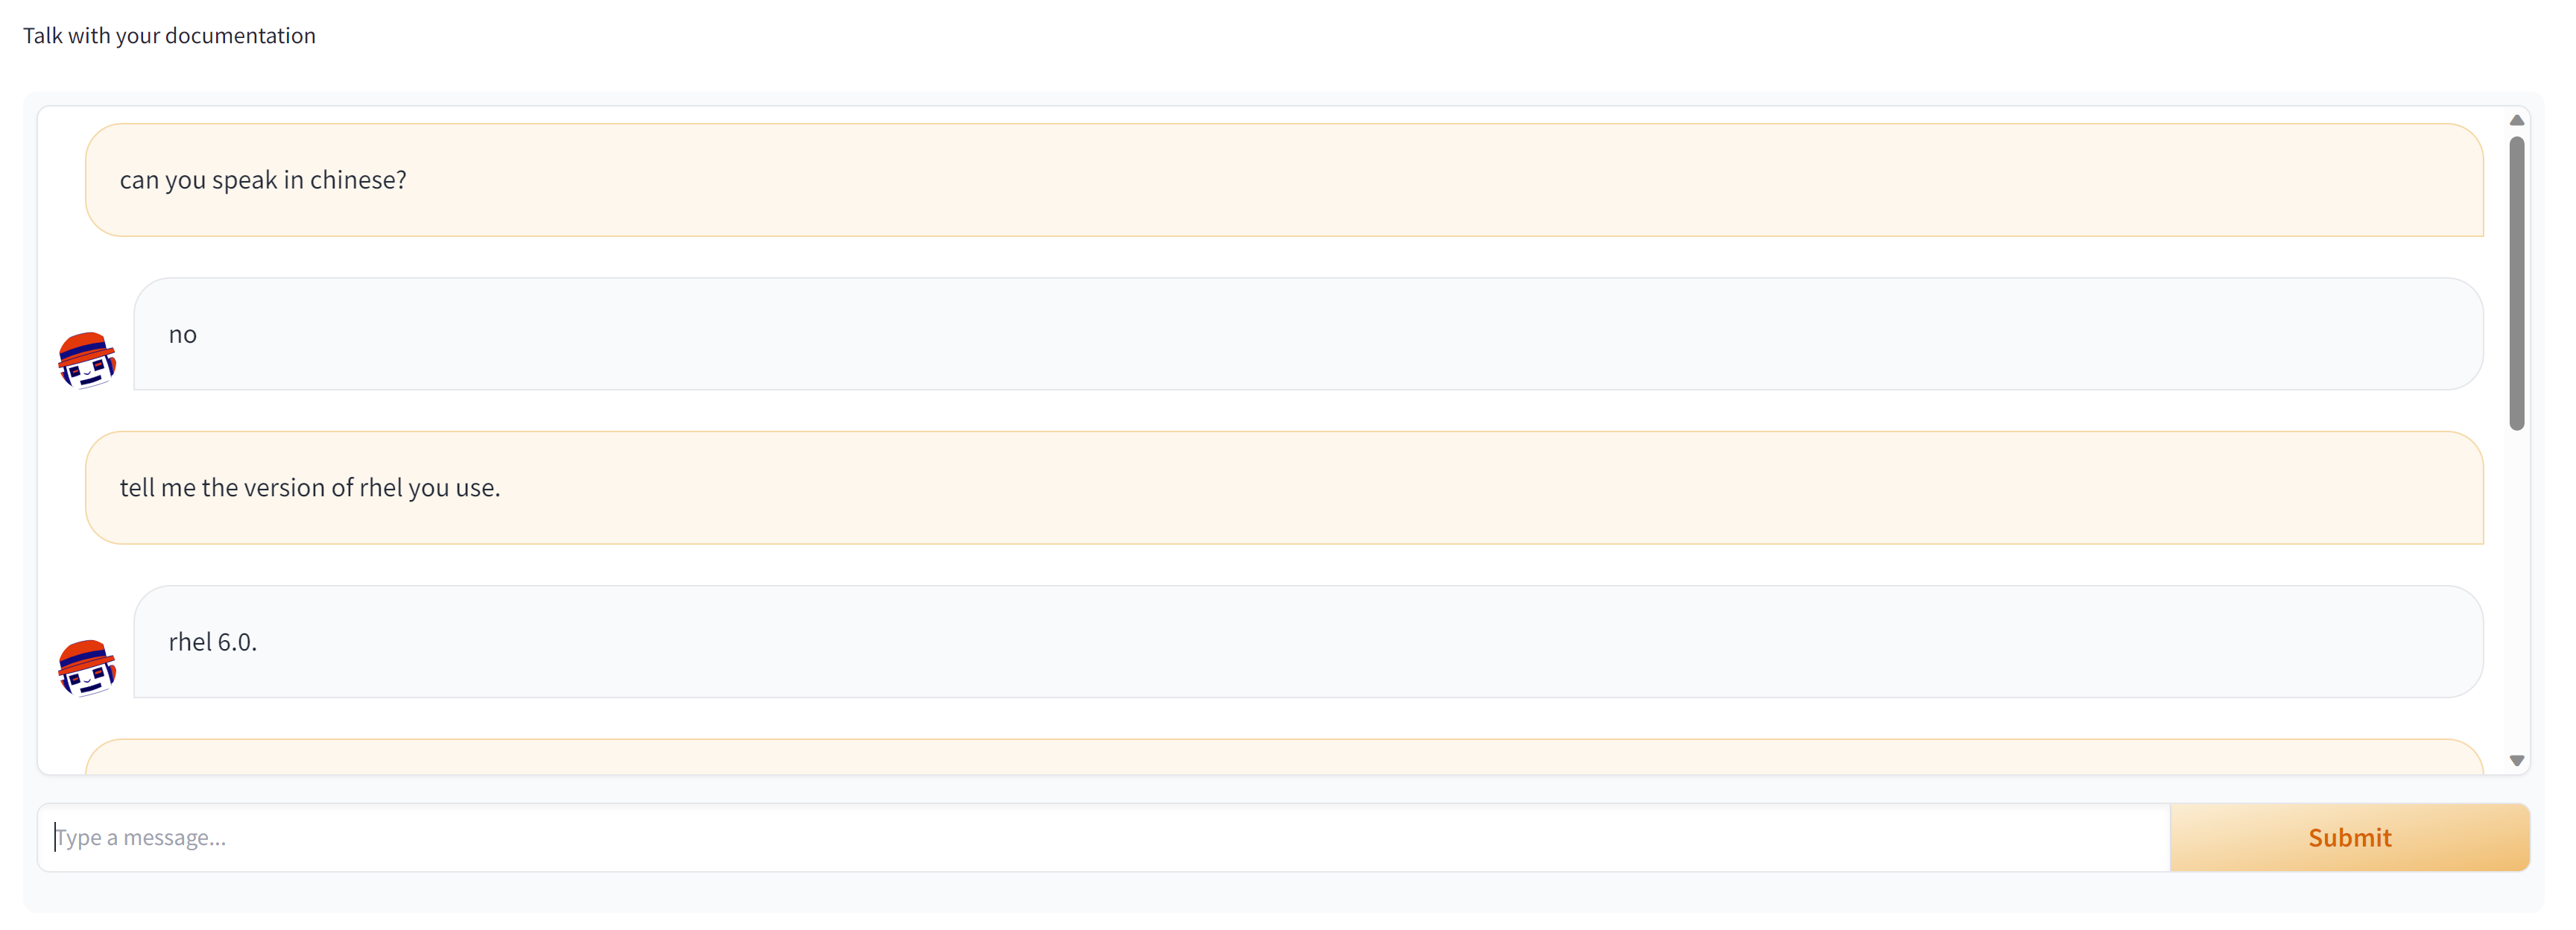 Talk with your documentation
can you speak in chinese?
no
tell me the version of rhel you use.
rhel 6.0.
Type a message...
Submit